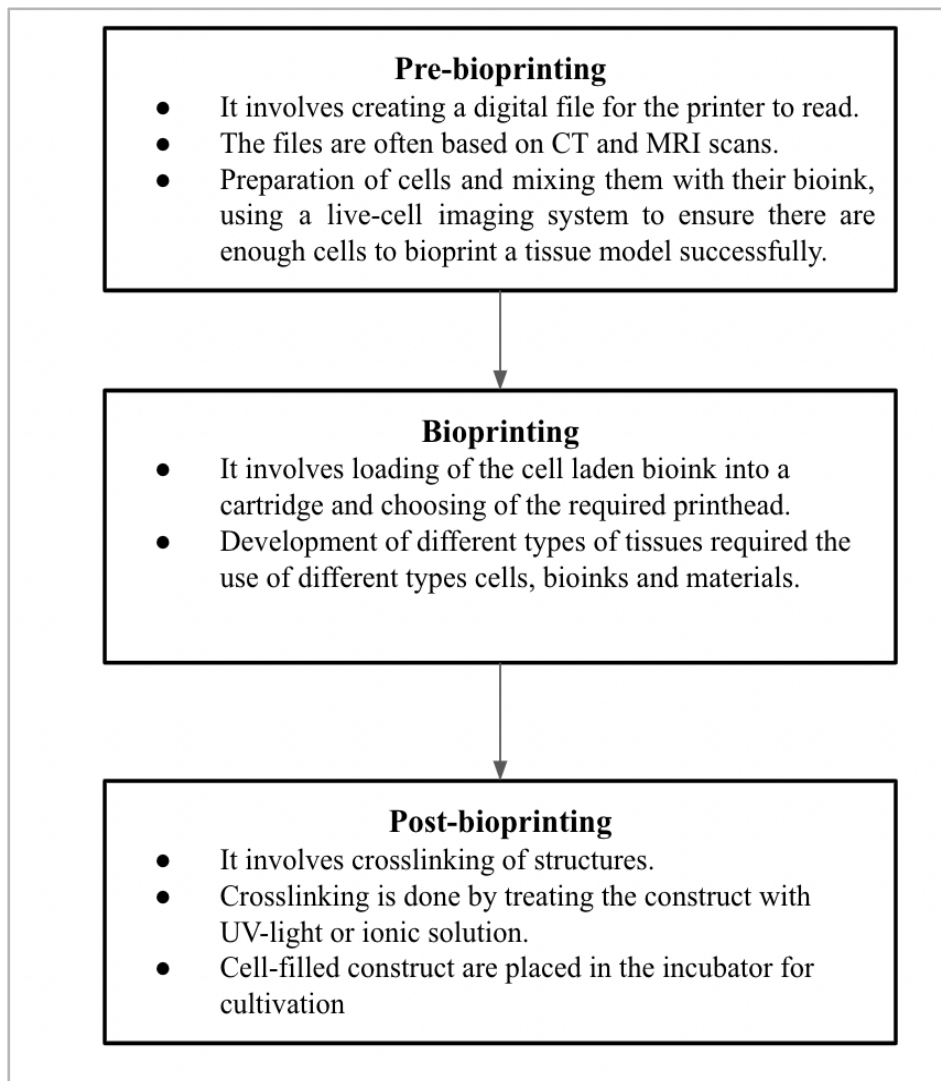 Pre-bioprinting
● It involves creating a digital file for the printer to read.
● The files are often based on CT and MRI scans.
● Preparation of cells and mixing them with their bioink,
using a live-cell imaging system to ensure there are
enough cells to bioprint a tissue model successfully.
Bioprinting
● It involves loading of the cell laden bioink into a
cartridge and choosing of the required printhead.
● Development of different types of tissues required the
use of different types cells, bioinks and materials.
Post-bioprinting
● It involves crosslinking of structures.
● Crosslinking is done by treating the construct with
UV-light or ionic solution.
● Cell-filled construct are placed in the incubator for
cultivation